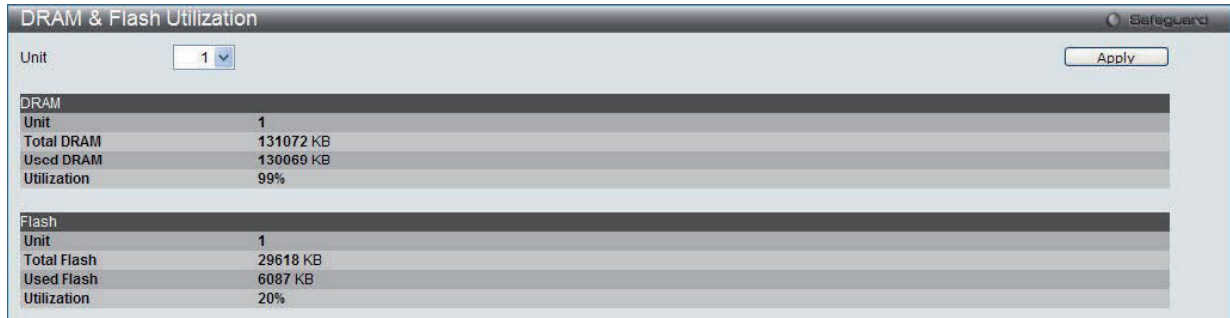 DRAM & Flash Utilization Safeguard
Unit 1 Apply
DRAM
Unit 1
Total DRAM 131072 KB
Used DRAM 130069 KB
Utilization 99%
Flash
Unit 1
Total Flash 29618 KB
Used Flash 6087 KB
Utilization 20%